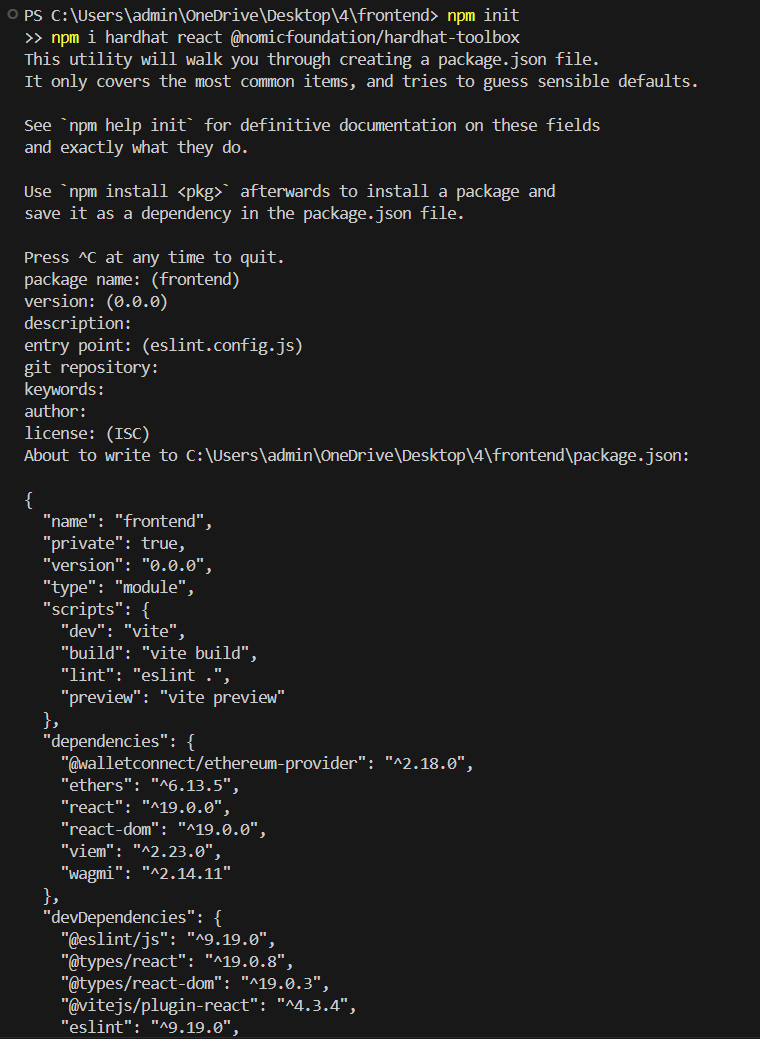 PS C:\Users\admin\OneDrive\Desktop\4\frontend> npm init
>> npm i hardhat react @nomicfoundation/hardhat-toolbox
This utility will walk you through creating a package.json file.
It only covers the most common items, and tries to guess sensible defaults.

See `npm help init` for definitive documentation on these fields
and exactly what they do.

Use `npm install <pkg>` afterwards to install a package and
save it as a dependency in the package.json file.

Press ^C at any time to quit.
package name: (frontend)
version: (0.0.0)
description:
entry point: (eslint.config.js)
git repository:
keywords:
author:
license: (ISC)
About to write to C:\Users\admin\OneDrive\Desktop\4\frontend\package.json:

{
  "name": "frontend",
  "private": true,
  "version": "0.0.0",
  "type": "module",
  "scripts": {
    "dev": "vite",
    "build": "vite build",
    "lint": "eslint .",
    "preview": "vite preview"
  },
  "dependencies": {
    "@walletconnect/ethereum-provider": "^2.18.0",
    "ethers": "^6.13.5",
    "react": "^19.0.0",
    "react-dom": "^19.0.0",
    "viem": "^2.23.0",
    "wagmi": "^2.14.11"
  },
  "devDependencies": {
    "@eslint/js": "^9.19.0",
    "@types/react": "^19.0.8",
    "@types/react-dom": "^19.0.3",
    "@vitejs/plugin-react": "^4.3.4",
    "eslint": "^9.19.0",